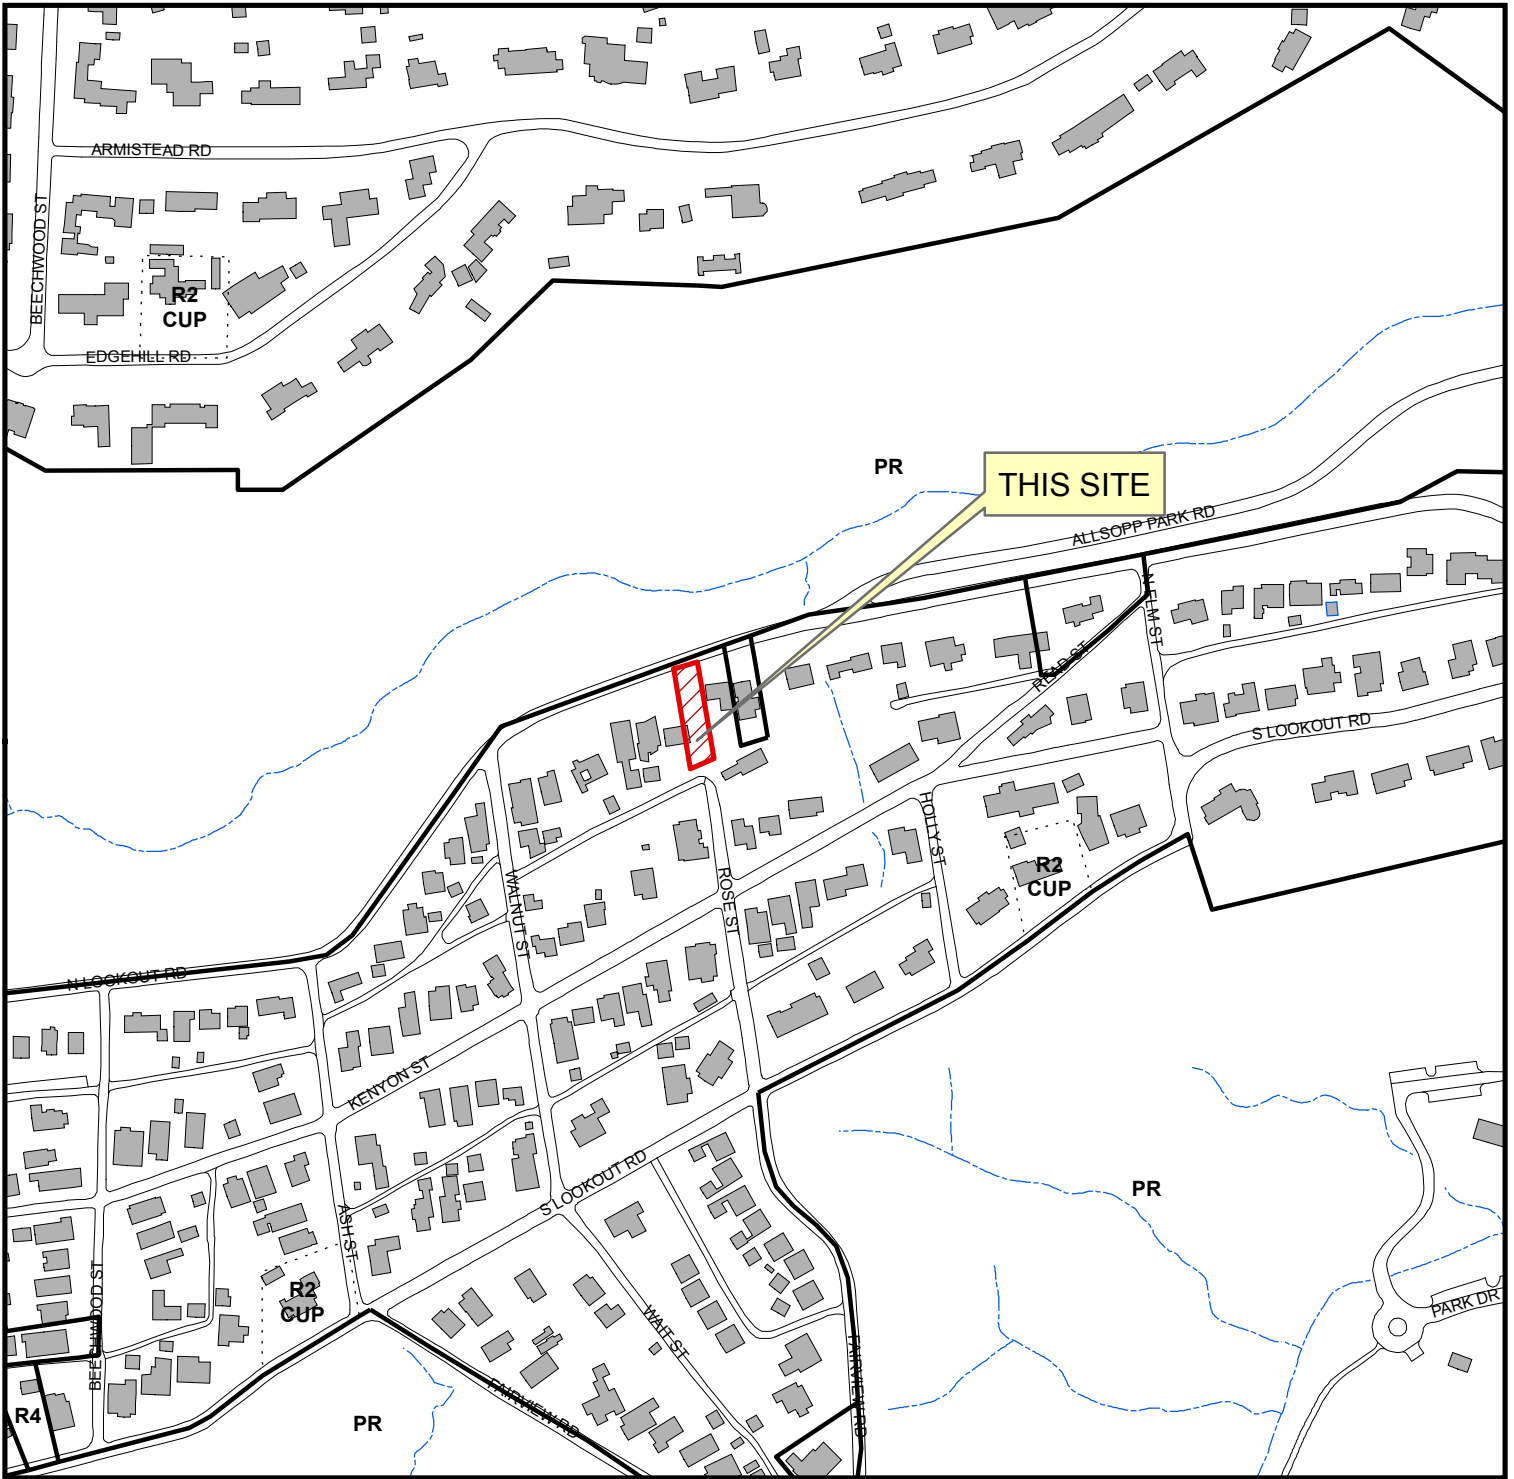 ARMISTEAD RD
BEECHWOOD ST
R2
CUP
EDGEHILL RD
PR
THIS SITE
ALLSOPP PARK RD
N ELM ST
READ ST
S LOOKOUT RD
HOLLY ST
R2
CUP
ROSE ST
WALNUT ST
N LOOKOUT RD
KENYON ST
S LOOKOUT RD
PR
ASH ST
BEECHWOOD ST
R2
CUP
WAIT ST
PARK DR
FAIRVIEW RD
FAIRVIEW RD
R4
PR